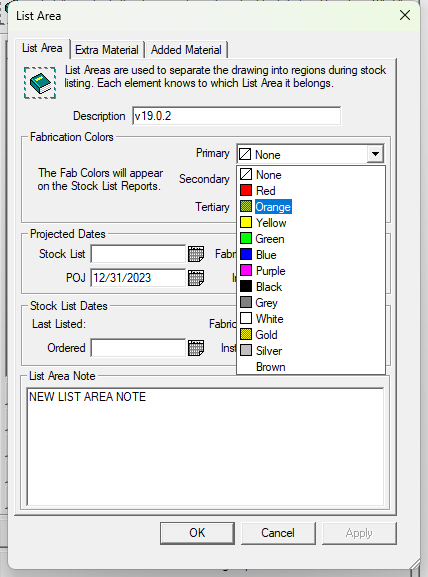 List Area
List Area
Extra Material
Added Material
List Areas are used to separate the drawing into regions during stock
listing. Each element knows to which List Area it belongs.
Description
v19.0.2
Fabrication Colors
Primary
None
The Fab Colors will appear
on the Stock List Reports.
Secondary
Tertiary
None
Red
Orange
Yellow
Green
Blue
Purple
Black
Grey
White
Gold
Silver
Brown
Projected Dates
Stock List
Fabr
POJ
12/31/2023
In
Stock List Dates
Last Listed:
Fabric
Ordered
Inst
List Area Note
NEW LIST AREA NOTE
OK
Cancel
Apply